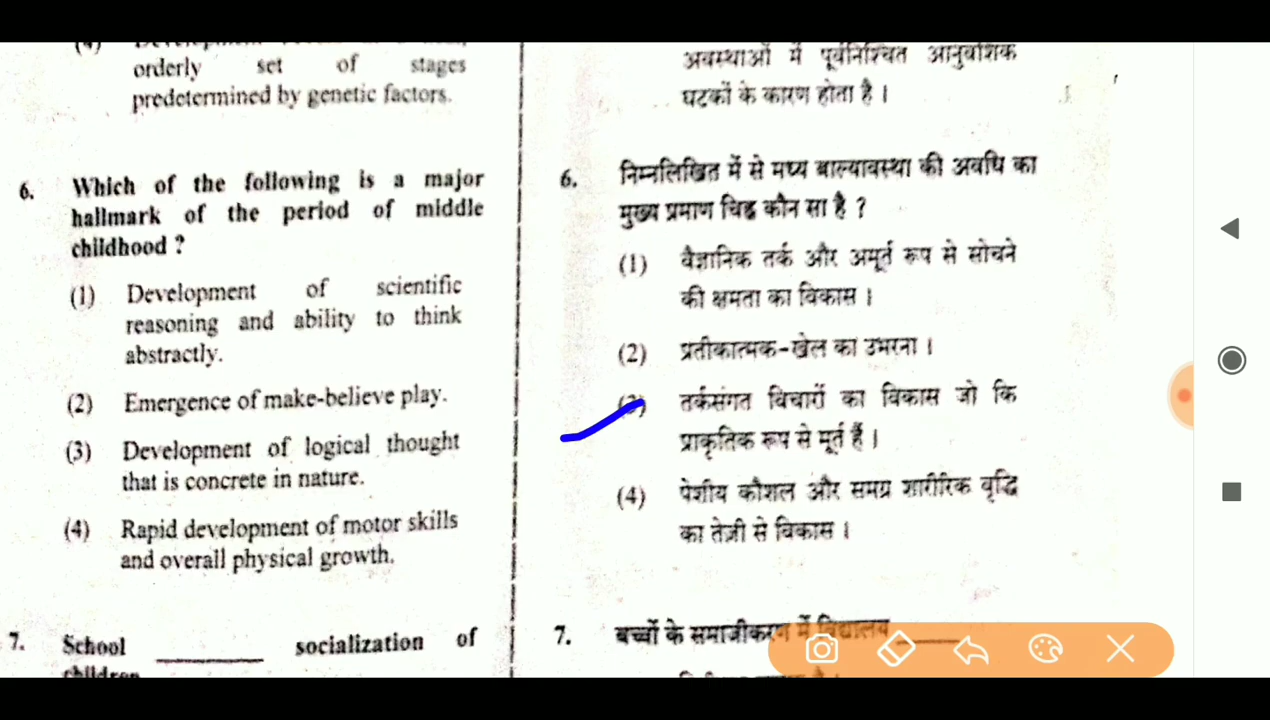 (4)
orderly set of stages
predetermined by genetic factors.
6. Which of the following is a major
hallmark of the period of middle
childhood ?
(1) Development of scientific
reasoning and ability to think
abstractly.
(2) Emergence of make-believe play.
(3) Development of logical thought
that is concrete in nature.
(4) Rapid development of motor skills
and overall physical growth.
7. School ________ socialization of
children
अवस्थाओं में पूर्वनिश्चित आनुवंशिक
घटकों के कारण होता है ।
6. निम्नलिखित में से मध्य बाल्यावस्था की अवधि का
मुख्य प्रमाण चिह्न कौन सा है ?
(1) वैज्ञानिक तर्क और अमूर्त रूप से सोचने
की क्षमता का विकास ।
(2) प्रतीकात्मक-खेल का उभरना ।
(3) तर्कसंगत विचारों का विकास जो कि
प्राकृतिक रूप से मूर्त हैं ।
(4) पेशीय कौशल और समग्र शारीरिक वृद्धि
का तेज़ी से विकास ।
7. बच्चों के समाजीकरण में विद्यालय ____